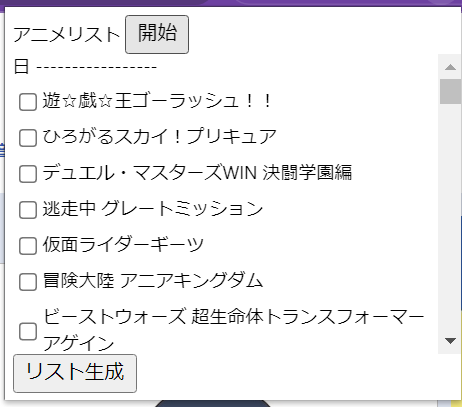 アニメリスト 開始
日 -----------------
遊☆戯☆王ゴーラッシュ！！
ひろがるスカイ！プリキュア
デュエル・マスターズWIN 決闘学園編
逃走中 グレートミッション
仮面ライダーギーツ
冒険大陸 アニアキングダム
ビーストウォーズ 超生命体トランスフォーマー
アゲイン
リスト生成